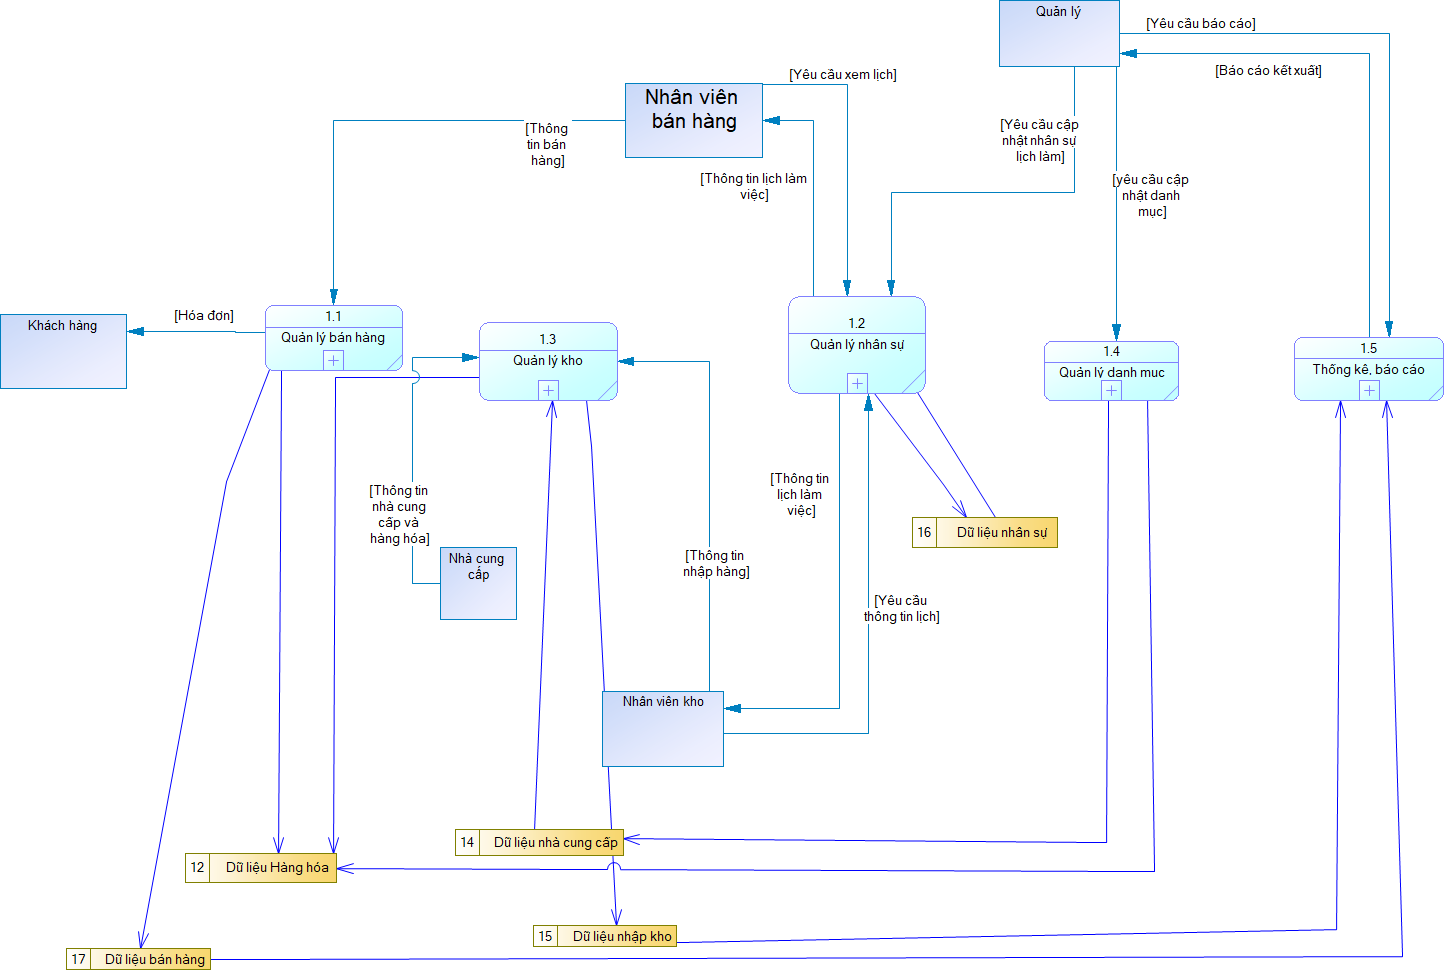 Quản lý
[Yêu cầu báo cáo]
[Báo cáo kết xuất]
[Yêu cầu xem lịch]
Nhân viên
bán hàng
[Thông
tin bán
hàng]
[Yêu cầu cập
nhật nhân sự
lịch làm]
[Thông tin lịch làm
việc]
[yêu cầu cập
nhật danh
mục]
Khách hàng
[Hóa đơn]
1.1
Quản lý bán hàng
1.3
Quản lý kho
1.2
Quản lý nhân sự
1.4
Quản lý danh muc
1.5
Thống kê, báo cáo
[Thông tin
nhà cung
cấp và
hàng hóa]
[Thông tin
lịch làm
việc]
16
Dữ liệu nhân sự
Nhà cung
cấp
[Thông tin
nhập hàng]
[Yêu cầu
thông tin lịch]
Nhân viên kho
14
Dữ liệu nhà cung cấp
12
Dữ liệu Hàng hóa
15
Dữ liệu nhập kho
17
Dữ liệu bán hàng